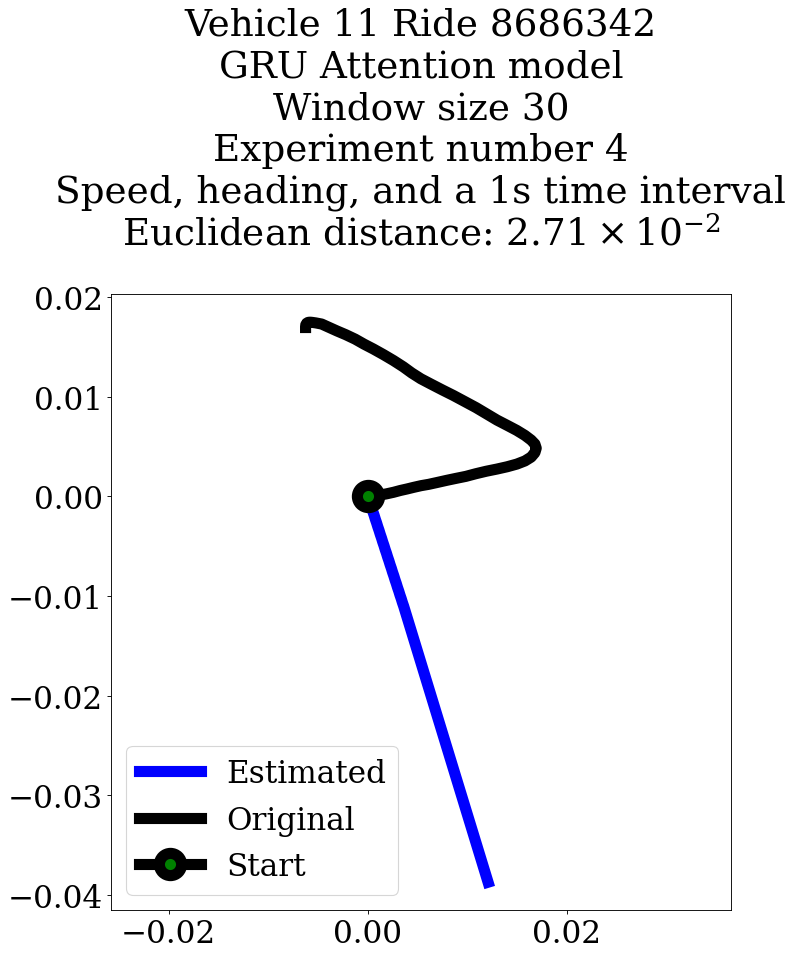 Vehicle 11 Ride 8686342
GRU Attention model
Window size 30
Experiment number 4
Speed, heading, and a 1s time interval
Euclidean distance: 2.71 × 10⁻²
0.02
0.01
0.00
−0.01
−0.02
−0.03
−0.04
Estimated
Original
Start
−0.02 0.00 0.02